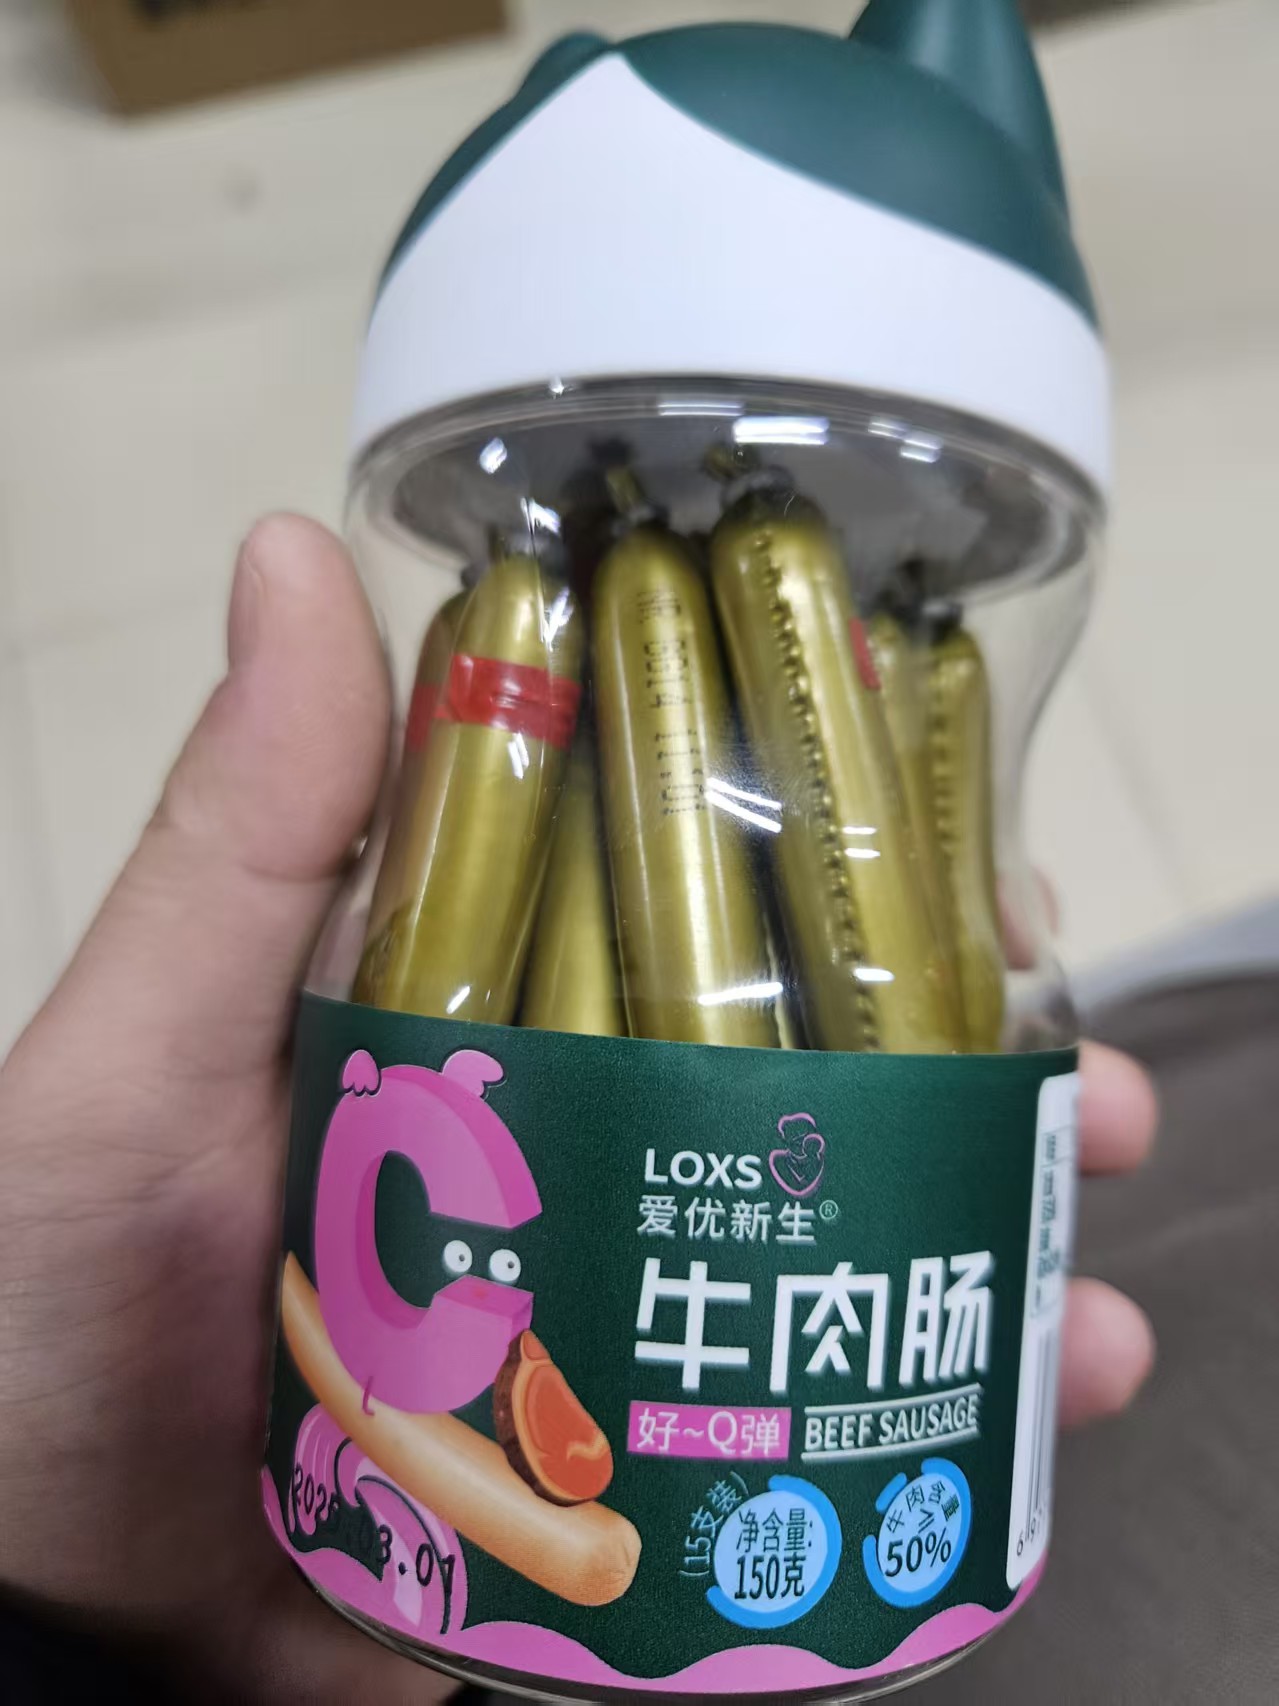 LOXS
爱优新生®
牛肉肠
好~Q弹
BEEF SAUSAGE
(15支装)
净含量:
150克
牛肉含量
≥
50%